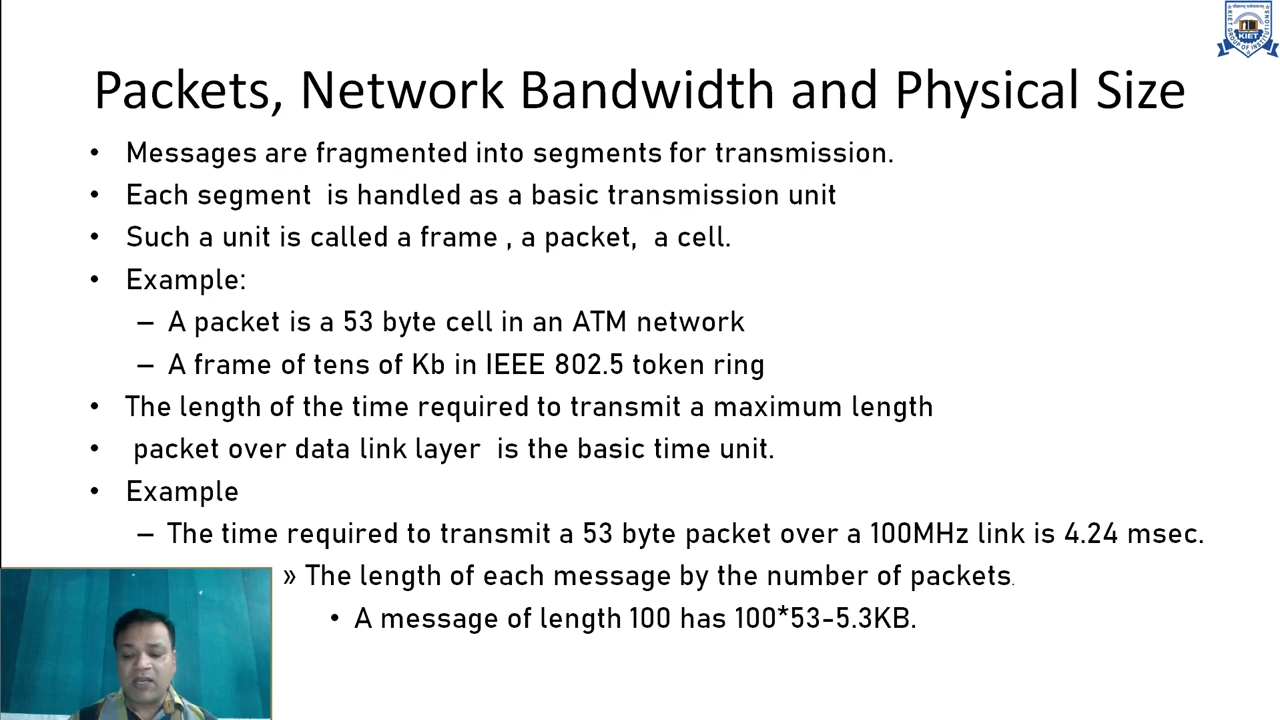 Packets, Network Bandwidth and Physical Size
• Messages are fragmented into segments for transmission.
• Each segment is handled as a basic transmission unit
• Such a unit is called a frame , a packet, a cell.
• Example:
– A packet is a 53 byte cell in an ATM network
– A frame of tens of Kb in IEEE 802.5 token ring
• The length of the time required to transmit a maximum length
• packet over data link layer is the basic time unit.
• Example
– The time required to transmit a 53 byte packet over a 100MHz link is 4.24 msec.
» The length of each message by the number of packets.
• A message of length 100 has 100*53-5.3KB.
KIET
KIET GROUP OF INSTITUTIONS